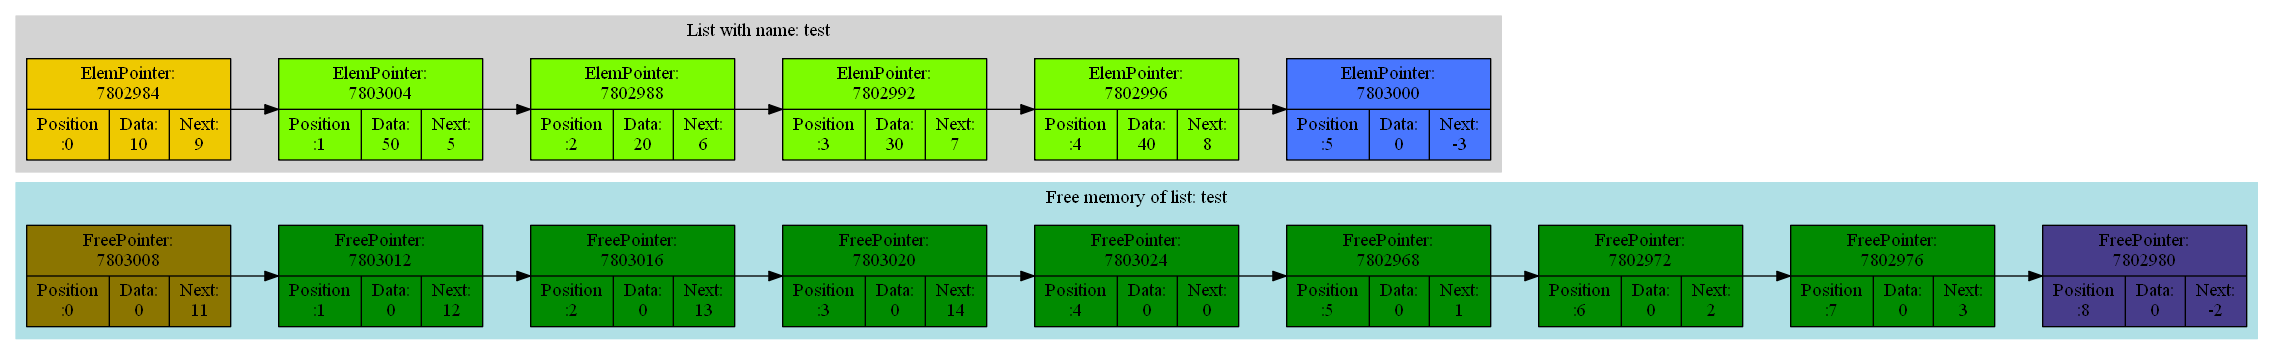 List with name: test
ElemPointer:
7802984
Position
:0
Data:
10
Next:
9
ElemPointer:
7803004
Position
:1
Data:
50
Next:
5
ElemPointer:
7802988
Position
:2
Data:
20
Next:
6
ElemPointer:
7802992
Position
:3
Data:
30
Next:
7
ElemPointer:
7802996
Position
:4
Data:
40
Next:
8
ElemPointer:
7803000
Position
:5
Data:
0
Next:
-3
Free memory of list: test
FreePointer:
7803008
Position
:0
Data:
0
Next:
11
FreePointer:
7803012
Position
:1
Data:
0
Next:
12
FreePointer:
7803016
Position
:2
Data:
0
Next:
13
FreePointer:
7803020
Position
:3
Data:
0
Next:
14
FreePointer:
7803024
Position
:4
Data:
0
Next:
0
FreePointer:
7802968
Position
:5
Data:
0
Next:
1
FreePointer:
7802972
Position
:6
Data:
0
Next:
2
FreePointer:
7802976
Position
:7
Data:
0
Next:
3
FreePointer:
7802980
Position
:8
Data:
0
Next:
-2